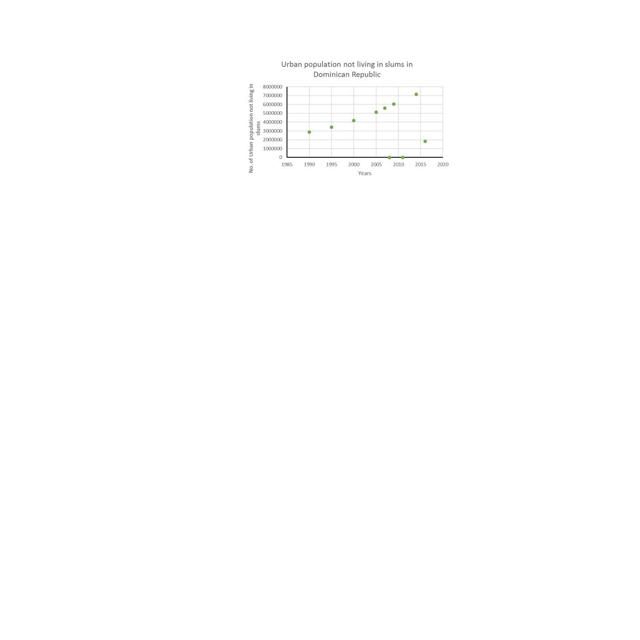 Urban population not living in slums in
Dominican Republic
No. of Urban population not living in
slums
8000000
7000000
6000000
5000000
4000000
3000000
2000000
1000000
0
1985 1990 1995 2000 2005 2010 2015 2020
Years